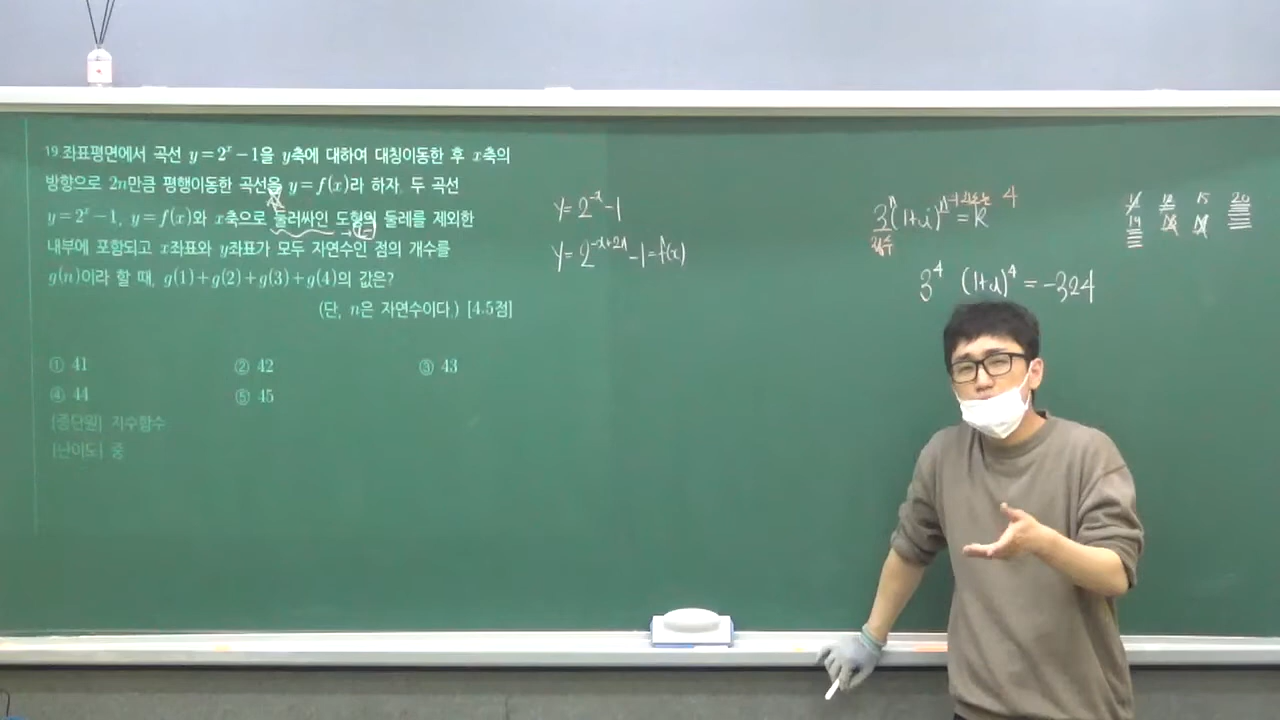 19 좌표평면에서 곡선 y=2^x-1을 y축에 대하여 대칭이동한 후 x축의
방향으로 2n만큼 평행이동한 곡선을 y=f(x)라 하자. 두 곡선
y=2^x-1, y=f(x)와 x축으로 둘러싸인 도형의 둘레를 제외한
내부에 포함되고 x좌표와 y좌표가 모두 자연수인 점의 개수를
g(n)이라 할 때, g(1)+g(2)+g(3)+g(4)의 값은?
(단, n은 자연수이다.) [4.5점]
① 41 ② 42 ③ 43
④ 44 ⑤ 45
[중단원] 지수함수
[난이도] 중
y=2^{-x}-1
y=2^{-x+2n}-1=f(x)
3^n(1+i)^n=k 4
3^4 (1+i)^4=-324
12 15 20
14